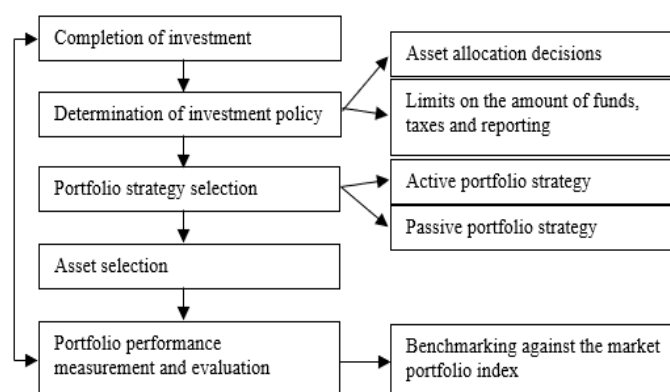 Completion of investment
Asset allocation decisions
Determination of investment policy
Limits on the amount of funds,
taxes and reporting
Portfolio strategy selection
Active portfolio strategy
Passive portfolio strategy
Asset selection
Portfolio performance
measurement and evaluation
Benchmarking against the market
portfolio index